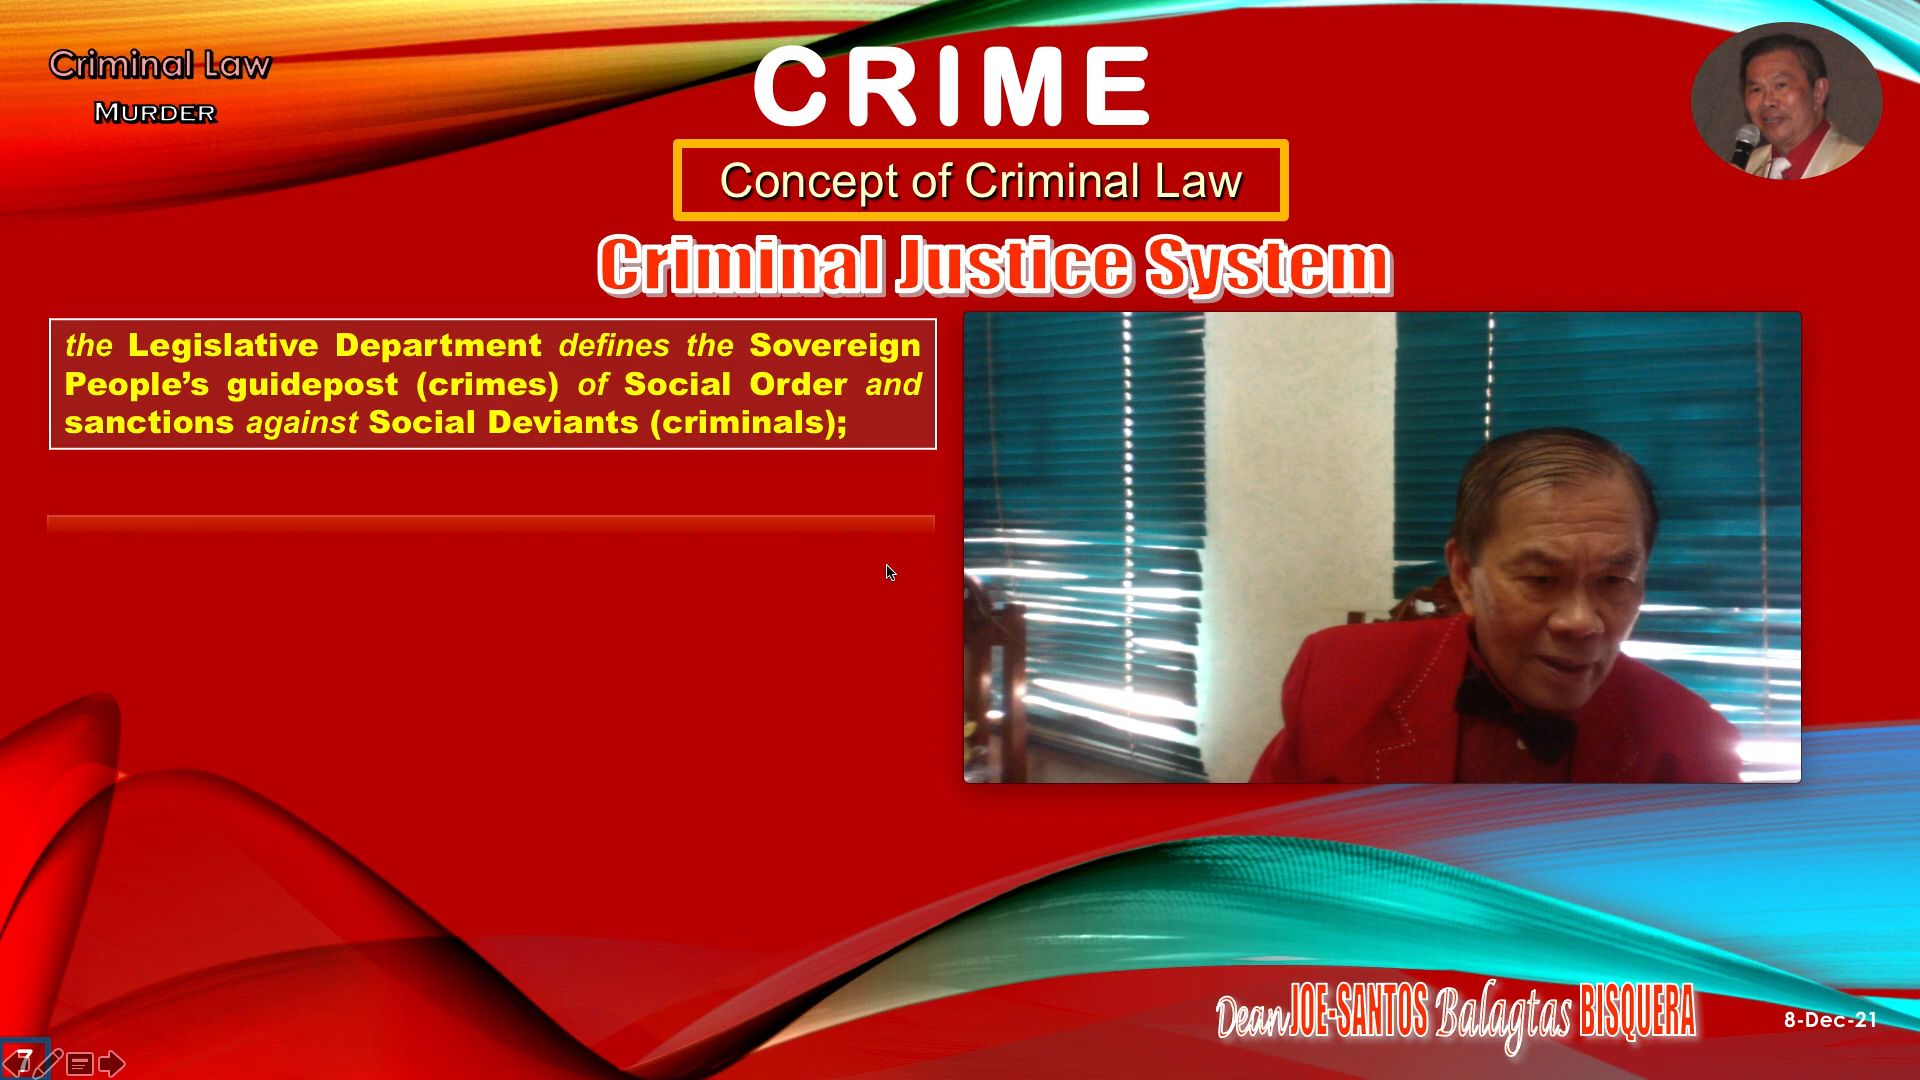 Criminal Law
MURDER
CRIME
Concept of Criminal Law
Criminal Justice System
the Legislative Department defines the Sovereign
People’s guidepost (crimes) of Social Order and
sanctions against Social Deviants (criminals);
Dean JOE-SANTOS Balagtas BISQUERA
8-Dec-21
7